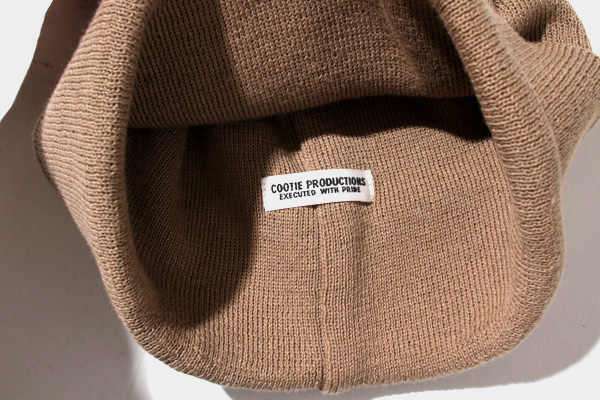 COOTIE PRODUCTIONS
EXECUTED WITH PRIDE